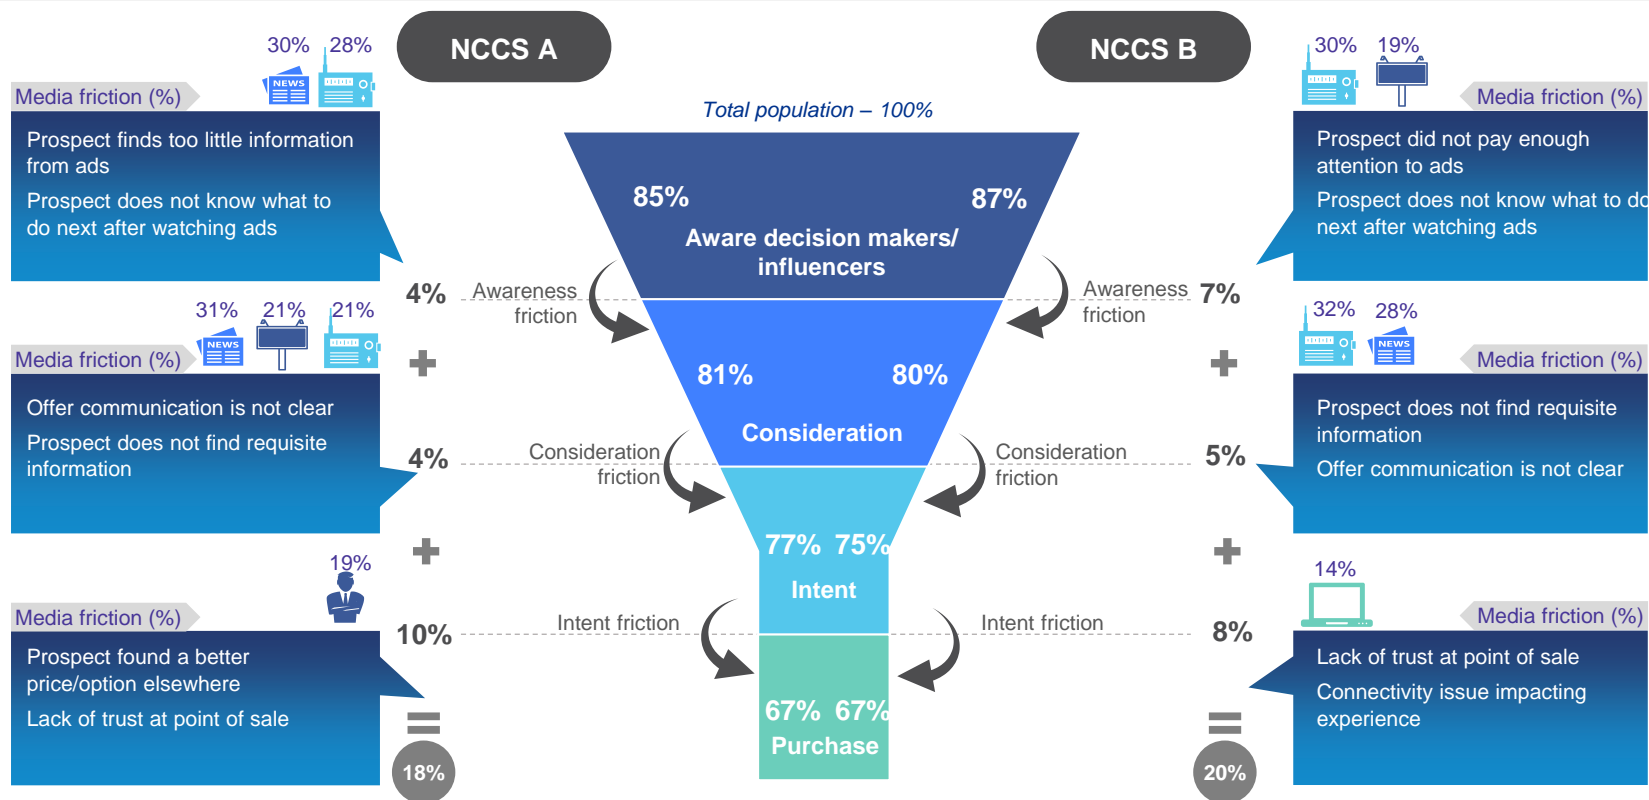 NCCS A
NCCS B
Total population – 100%
30% 28%
NEWS
Media friction (%)
Prospect finds too little information
from ads
Prospect does not know what to
do next after watching ads
31% 21% 21%
NEWS
Media friction (%)
Offer communication is not clear
Prospect does not find requisite
information
19%
Media friction (%)
Prospect found a better
price/option elsewhere
Lack of trust at point of sale
4%
Awareness
friction
4%
Consideration
friction
10%
Intent friction
18%
85% 87%
Aware decision makers/
influencers
81% 80%
Consideration
77% 75%
Intent
67% 67%
Purchase
Awareness
friction
7%
Consideration
friction
5%
Intent friction
8%
20%
30% 19%
Media friction (%)
Prospect did not pay enough
attention to ads
Prospect does not know what to do
next after watching ads
32% 28%
NEWS
Media friction (%)
Prospect does not find requisite
information
Offer communication is not clear
14%
Media friction (%)
Lack of trust at point of sale
Connectivity issue impacting
experience